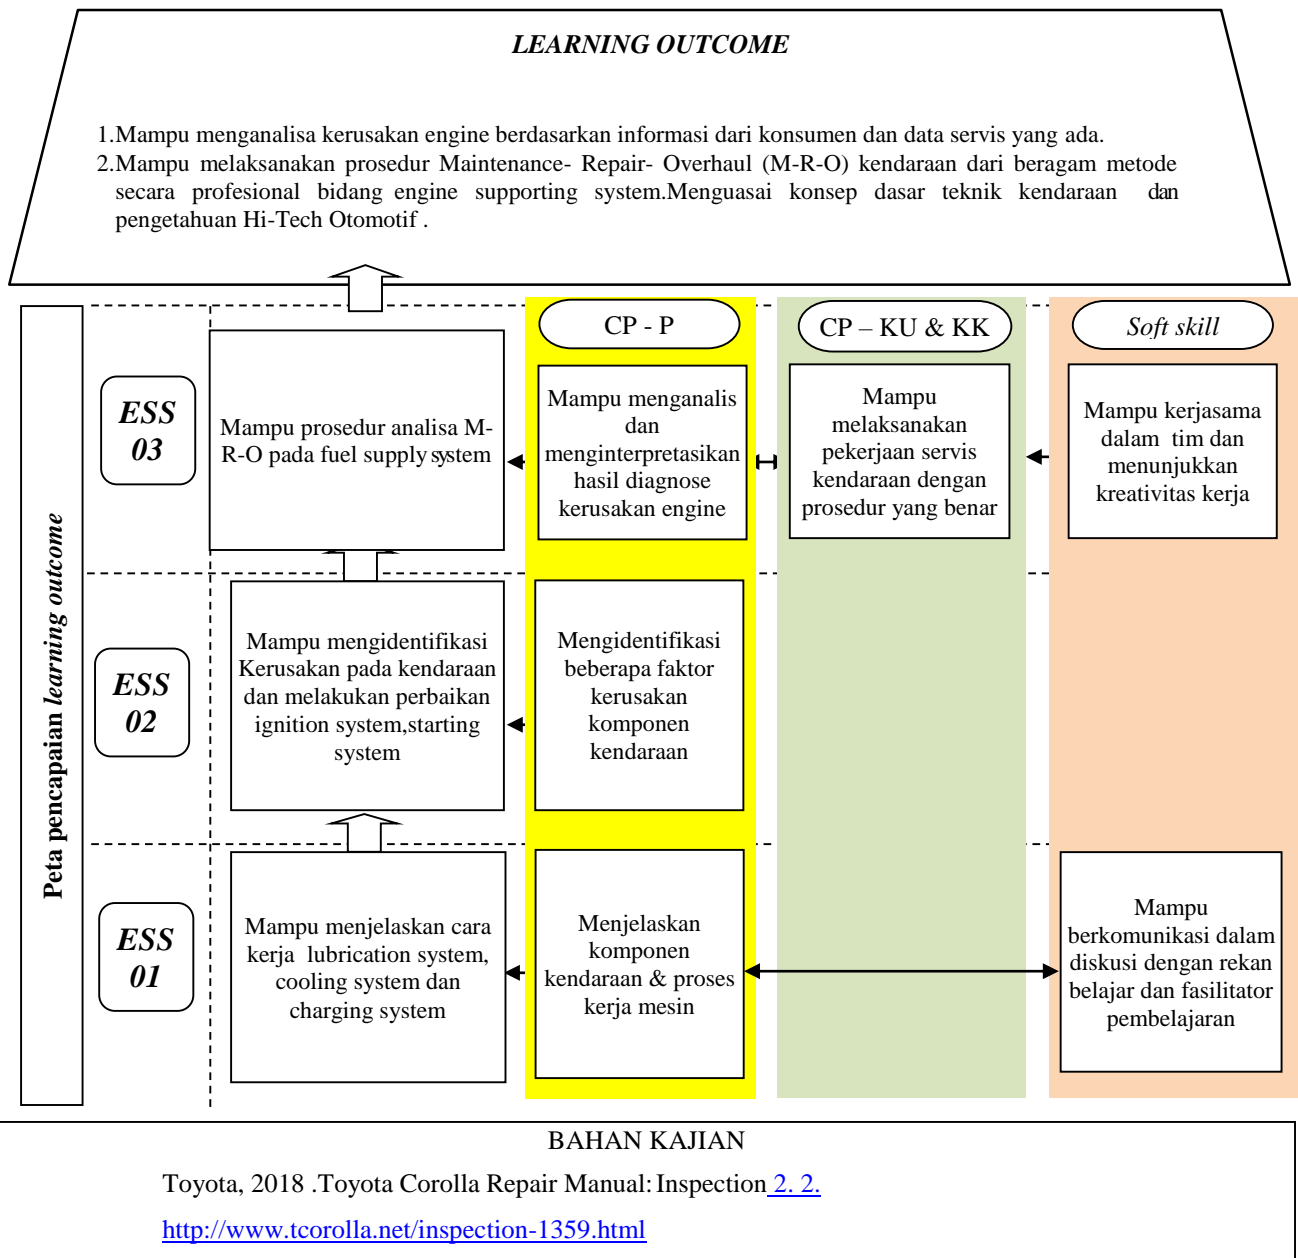 LEARNING OUTCOME
1.Mampu menganalisa kerusakan engine berdasarkan informasi dari konsumen dan data servis yang ada.
2.Mampu melaksanakan prosedur Maintenance- Repair- Overhaul (M-R-O) kendaraan dari beragam metode
secara profesional bidang engine supporting system.Menguasai konsep dasar teknik kendaraan dan
pengetahuan Hi-Tech Otomotif .
Peta pencapaian learning outcome
CP - P
CP – KU & KK
Soft skill
ESS
03
Mampu prosedur analisa M-
R-O pada fuel supply system
Mampu menganalis
dan
menginterpretasikan
hasil diagnose
kerusakan engine
Mampu
melaksanakan
pekerjaan servis
kendaraan dengan
prosedur yang benar
Mampu kerjasama
dalam tim dan
menunjukkan
kreativitas kerja
ESS
02
Mampu mengidentifikasi
Kerusakan pada kendaraan
dan melakukan perbaikan
ignition system,starting
system
Mengidentifikasi
beberapa faktor
kerusakan
komponen
kendaraan
ESS
01
Mampu menjelaskan cara
kerja lubrication system,
cooling system dan
charging system
Menjelaskan
komponen
kendaraan & proses
kerja mesin
Mampu
berkomunikasi dalam
diskusi dengan rekan
belajar dan fasilitator
pembelajaran
BAHAN KAJIAN
Toyota, 2018 .Toyota Corolla Repair Manual: Inspection 2. 2.
http://www.tcorolla.net/inspection-1359.html